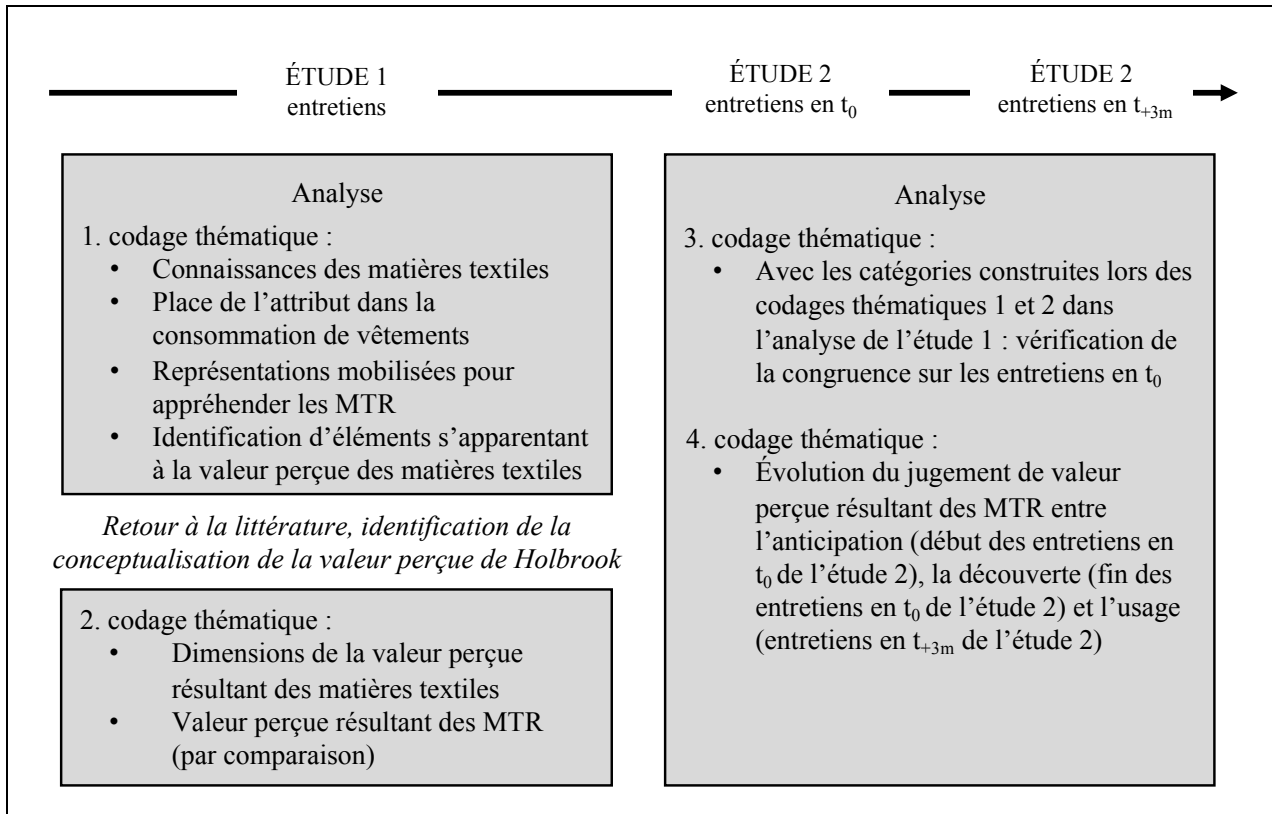 ÉTUDE 1
entretiens
ÉTUDE 2
entretiens en t0
ÉTUDE 2
entretiens en t+3m
Analyse
1. codage thématique :
• Connaissances des matières textiles
• Place de l’attribut dans la
consommation de vêtements
• Représentations mobilisées pour
appréhender les MTR
• Identification d’éléments s’apparentant
à la valeur perçue des matières textiles
Retour à la littérature, identification de la
conceptualisation de la valeur perçue de Holbrook
2. codage thématique :
• Dimensions de la valeur perçue
résultant des matières textiles
• Valeur perçue résultant des MTR
(par comparaison)
Analyse
3. codage thématique :
• Avec les catégories construites lors des
codages thématiques 1 et 2 dans
l’analyse de l’étude 1 : vérification de
la congruence sur les entretiens en t0
4. codage thématique :
• Évolution du jugement de valeur
perçue résultant des MTR entre
l’anticipation (début des entretiens en
t0 de l’étude 2), la découverte (fin des
entretiens en t0 de l’étude 2) et l’usage
(entretiens en t+3m de l’étude 2)